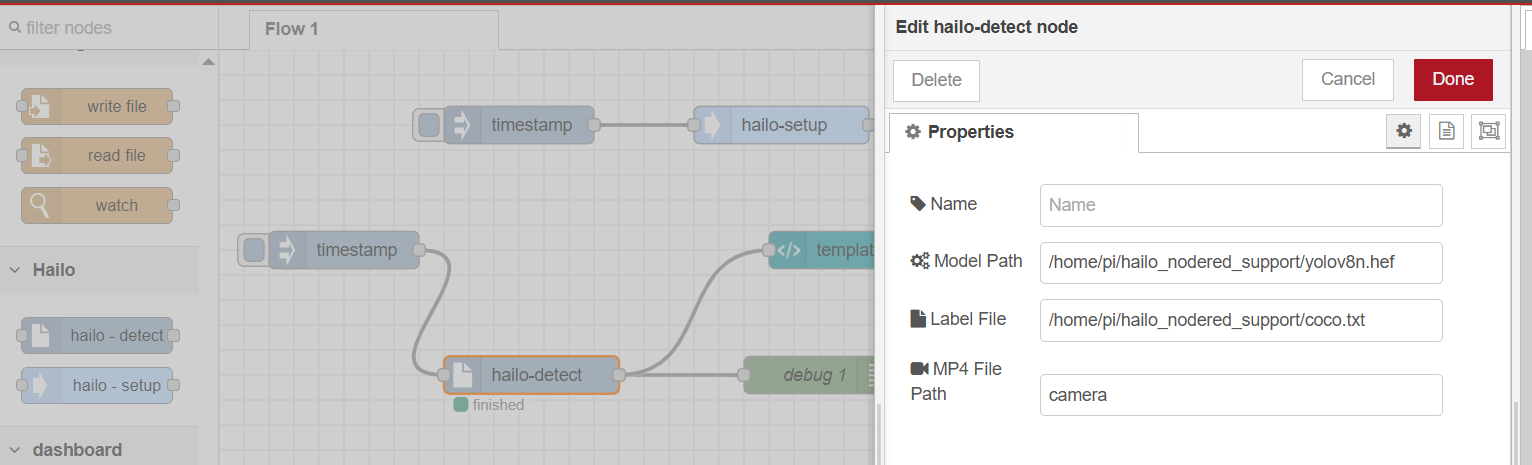 filter nodes
Flow 1
write file
read file
watch
Hailo
hailo - detect
hailo - setup
dashboard
timestamp
hailo-setup
timestamp
templat
hailo-detect
debug 1
finished
Edit hailo-detect node
Delete
Cancel
Done
Properties
Name
Name
Model Path
/home/pi/hailo_nodered_support/yolov8n.hef
Label File
/home/pi/hailo_nodered_support/coco.txt
MP4 File
Path
camera